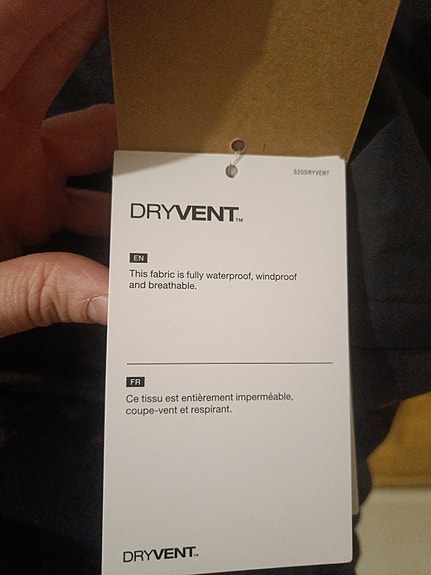 S20DRYVENT
DRYVENT™
EN
This fabric is fully waterproof, windproof
and breathable.
FR
Ce tissu est entièrement imperméable,
coupe-vent et respirant.
DRYVENT™